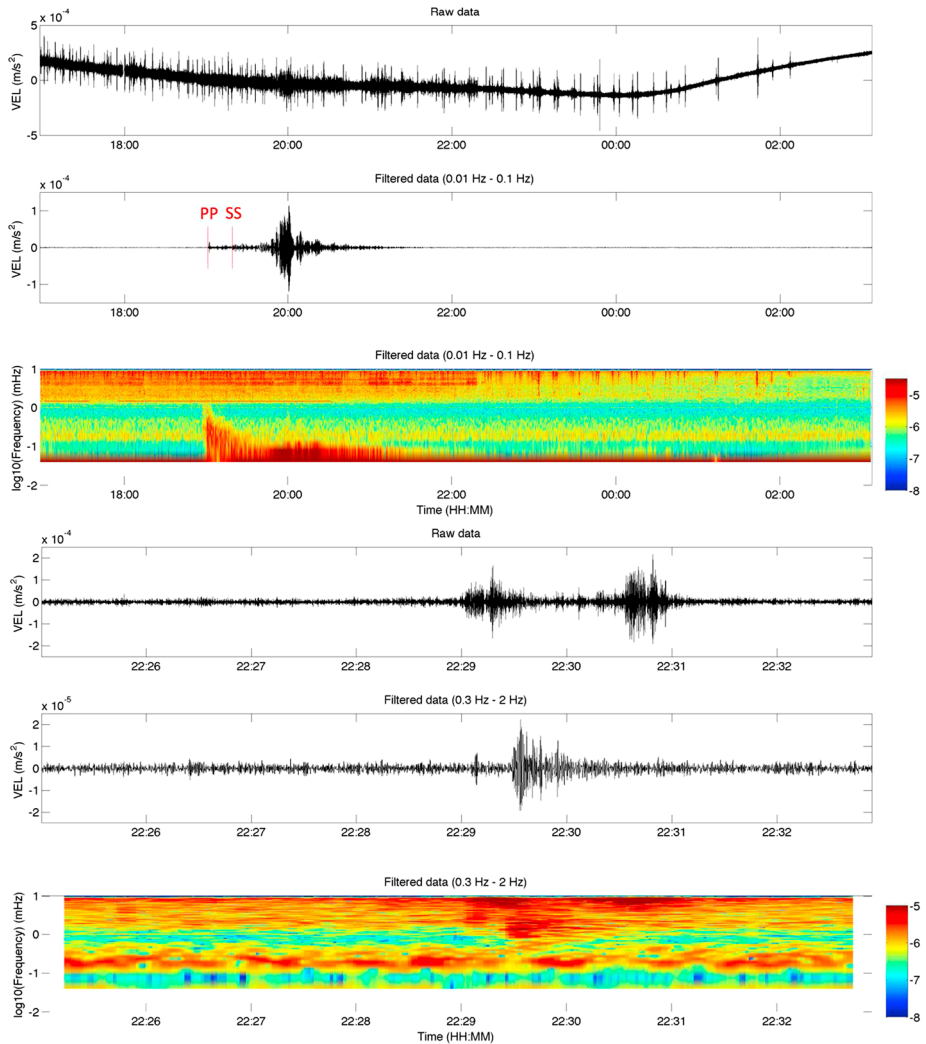 Raw data
x 10^-4
5
0
-5
VEL (m/s^2)
18:00 20:00 22:00 00:00 02:00
Filtered data (0.01 Hz - 0.1 Hz)
x 10^-4
PP SS
1
0
-1
VEL (m/s^2)
18:00 20:00 22:00 00:00 02:00
Filtered data (0.01 Hz - 0.1 Hz)
1
0
-1
-2
log10(Frequency) (mHz)
-5
-6
-7
-8
18:00 20:00 22:00 00:00 02:00
Time (HH:MM)
Raw data
x 10^-4
2
1
0
-1
-2
VEL (m/s^2)
22:26 22:27 22:28 22:29 22:30 22:31 22:32
Filtered data (0.3 Hz - 2 Hz)
x 10^-5
2
1
0
-1
-2
VEL (m/s^2)
22:26 22:27 22:28 22:29 22:30 22:31 22:32
Filtered data (0.3 Hz - 2 Hz)
1
0
-1
-2
log10(Frequency) (mHz)
-5
-6
-7
-8
22:26 22:27 22:28 22:29 22:30 22:31 22:32
Time (HH:MM)